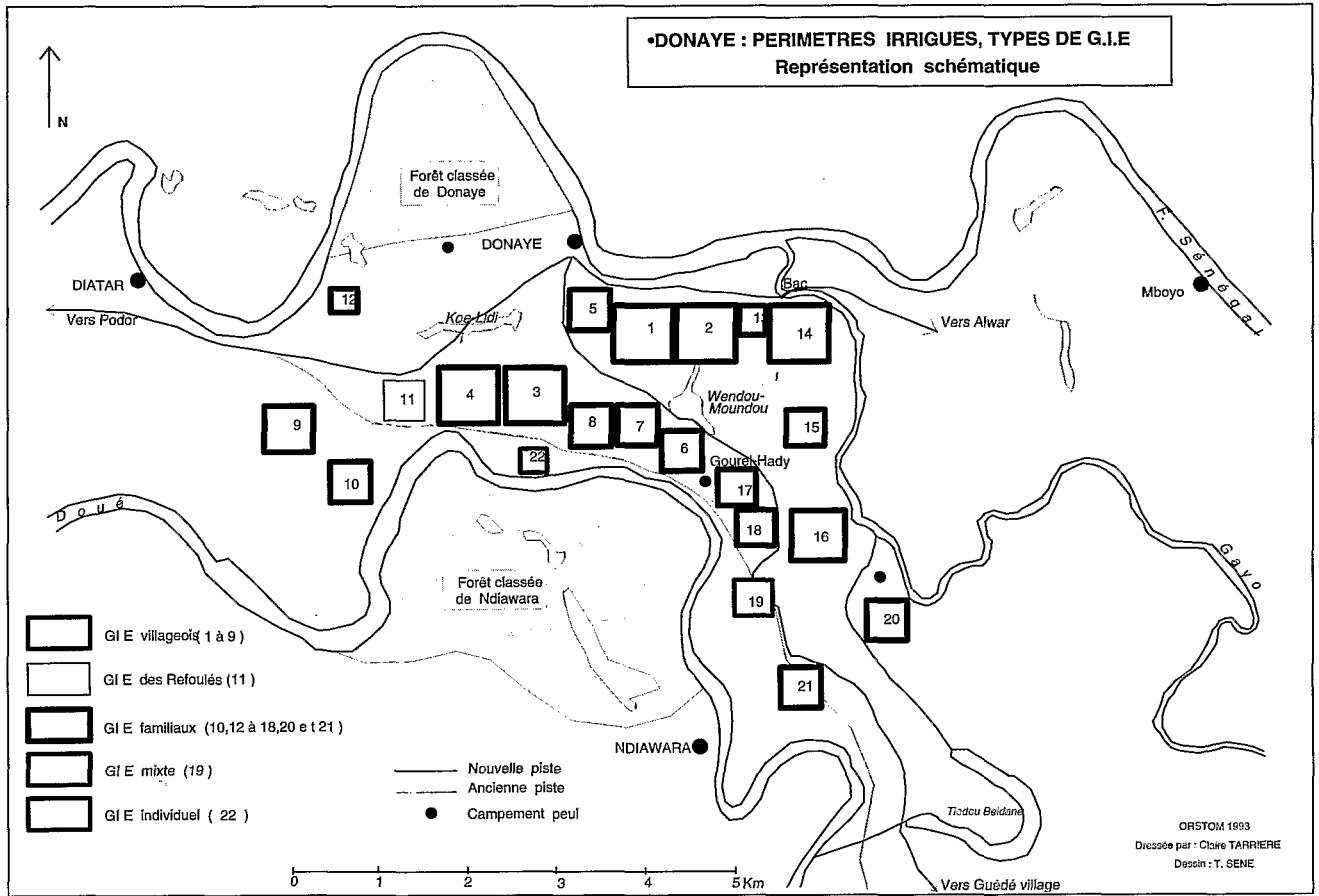 •DONAYE : PERIMETRES IRRIGUES, TYPES DE G.I.E
Représentation schématique
N
Forêt classée
de Donaye
DONAYE
DIATAR
Vers Podor
Koe-Lidi
Bac
Vers Alwar
F. Sénégal
Mboyo
12
5
1
2
13
14
Wendou-
Moundou
11
4
3
9
8
7
15
6
22
Gourel-Hady
10
17
18
16
Doué
Gayo
Forêt classée
de Ndiawara
19
20
21
NDIAWARA
Tiodou Beidane
Vers Guédé village
GIE villageois( 1 à 9 )
GIE des Refoulés (11)
GIE familiaux (10,12 à 18,20 e t 21)
GIE mixte (19)
GIE individuel ( 22 )
Nouvelle piste
Ancienne piste
Campement peul
0 1 2 3 4 5 Km
ORSTOM 1993
Dressée par : Claire TARRIERE
Dessin : T. SENE